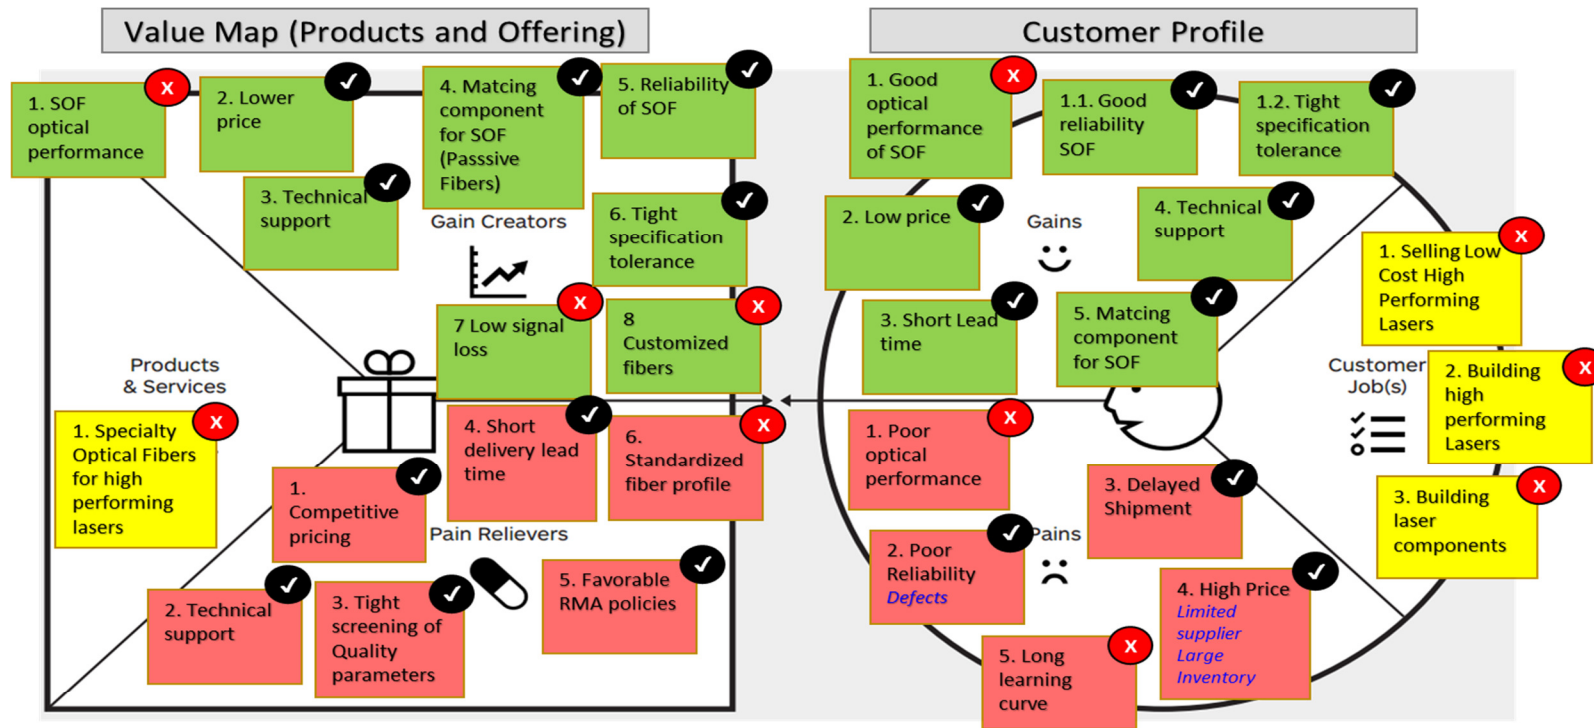 Value Map (Products and Offering)
1. SOF
optical
performance
X
2. Lower
price
3. Technical
support
4. Matcing
component
for SOF
(Passsive
Fibers)
5. Reliability
of SOF
6. Tight
specification
tolerance
Gain Creators
7 Low signal
loss
X
8
Customized
fibers
X
Products
& Services
1. Specialty
Optical Fibers
for high
performing
lasers
X
1.
Competitive
pricing
4. Short
delivery lead
time
6.
Standardized
fiber profile
X
Pain Relievers
2. Technical
support
3. Tight
screening of
Quality
parameters
5. Favorable
RMA policies
Customer Profile
1. Good
optical
performance
of SOF
X
1.1. Good
reliability
SOF
1.2. Tight
specification
tolerance
2. Low price
Gains
4. Technical
support
3. Short Lead
time
5. Matcing
component
for SOF
1. Selling Low
Cost High
Performing
Lasers
X
Customer
Job(s)
2. Building
high
performing
Lasers
X
3. Building
laser
components
X
1. Poor
optical
performance
X
3. Delayed
Shipment
2. Poor
Reliability
Defects
Pains
4. High Price
Limited
supplier
Large
Inventory
5. Long
learning
curve
X